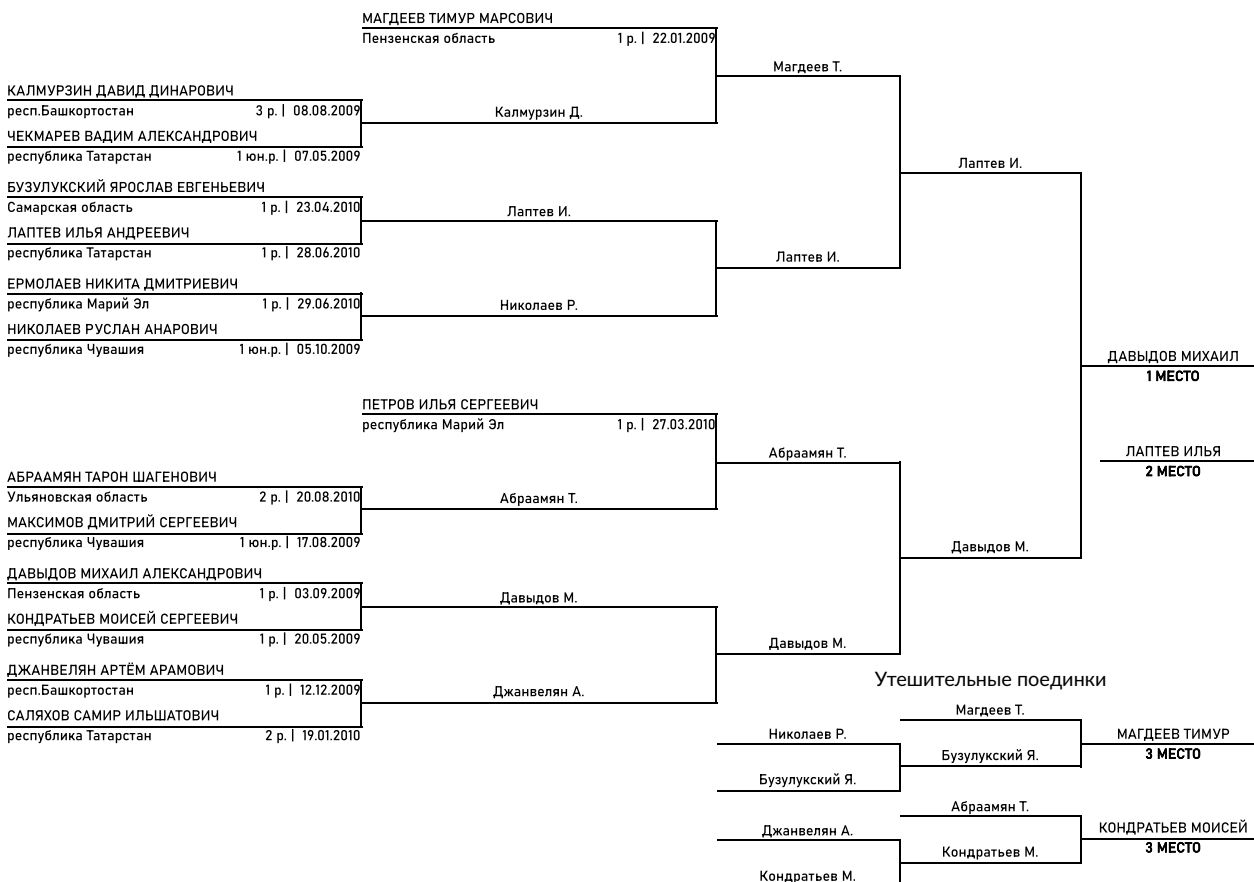 МАГДЕЕВ ТИМУР МАРСОВИЧ
Пензенская область 1 р. | 22.01.2009
Магдеев Т.
КАЛМУРЗИН ДАВИД ДИНАРОВИЧ
респ.Башкортостан 3 р. | 08.08.2009
Калмурзин Д.
ЧЕКМАРЕВ ВАДИМ АЛЕКСАНДРОВИЧ
республика Татарстан 1 юн.р. | 07.05.2009
Лаптев И.
БУЗУЛУКСКИЙ ЯРОСЛАВ ЕВГЕНЬЕВИЧ
Самарская область 1 р. | 23.04.2010
Лаптев И.
ЛАПТЕВ ИЛЬЯ АНДРЕЕВИЧ
республика Татарстан 1 р. | 28.06.2010
Лаптев И.
ЕРМОЛАЕВ НИКИТА ДМИТРИЕВИЧ
республика Марий Эл 1 р. | 29.06.2010
Николаев Р.
НИКОЛАЕВ РУСЛАН АНАРОВИЧ
республика Чувашия 1 юн.р. | 05.10.2009
ДАВЫДОВ МИХАИЛ
1 МЕСТО
ПЕТРОВ ИЛЬЯ СЕРГЕЕВИЧ
республика Марий Эл 1 р. | 27.03.2010
Абраамян Т.
ЛАПТЕВ ИЛЬЯ
2 МЕСТО
АБРААМЯН ТАРОН ШАГЕНОВИЧ
Ульяновская область 2 р. | 20.08.2010
Абраамян Т.
МАКСИМОВ ДМИТРИЙ СЕРГЕЕВИЧ
республика Чувашия 1 юн.р. | 17.08.2009
Давыдов М.
ДАВЫДОВ МИХАИЛ АЛЕКСАНДРОВИЧ
Пензенская область 1 р. | 03.09.2009
Давыдов М.
КОНДРАТЬЕВ МОИСЕЙ СЕРГЕЕВИЧ
республика Чувашия 1 р. | 20.05.2009
Давыдов М.
ДЖАНВЕЛЯН АРТЁМ АРАМОВИЧ
респ.Башкортостан 1 р. | 12.12.2009
Джанвелян А.
САЛЯХОВ САМИР ИЛЬШАТОВИЧ
республика Татарстан 2 р. | 19.01.2010
Утешительные поединки
Магдеев Т.
Николаев Р.
МАГДЕЕВ ТИМУР
3 МЕСТО
Бузулукский Я.
Бузулукский Я.
Абраамян Т.
Джанвелян А.
КОНДРАТЬЕВ МОИСЕЙ
3 МЕСТО
Кондратьев М.
Кондратьев М.